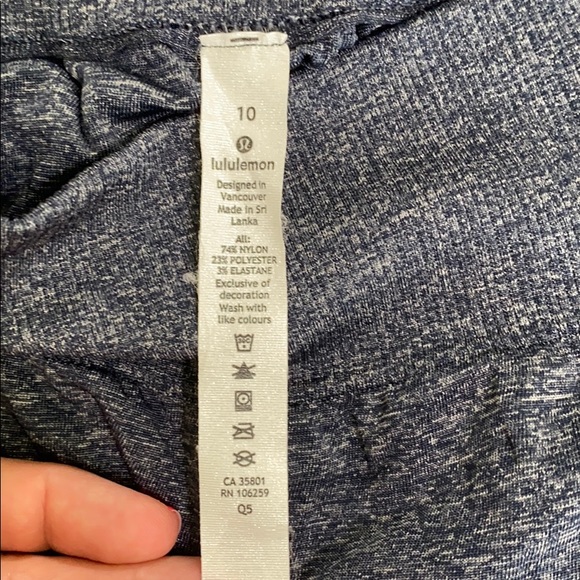 10
lululemon
Designed in
Vancouver
Made in Sri
Lanka
All:
74% NYLON
23% POLYESTER
3% ELASTANE
Exclusive of
decoration
Wash with
like colours
CA 35801
RN 106259
Q5